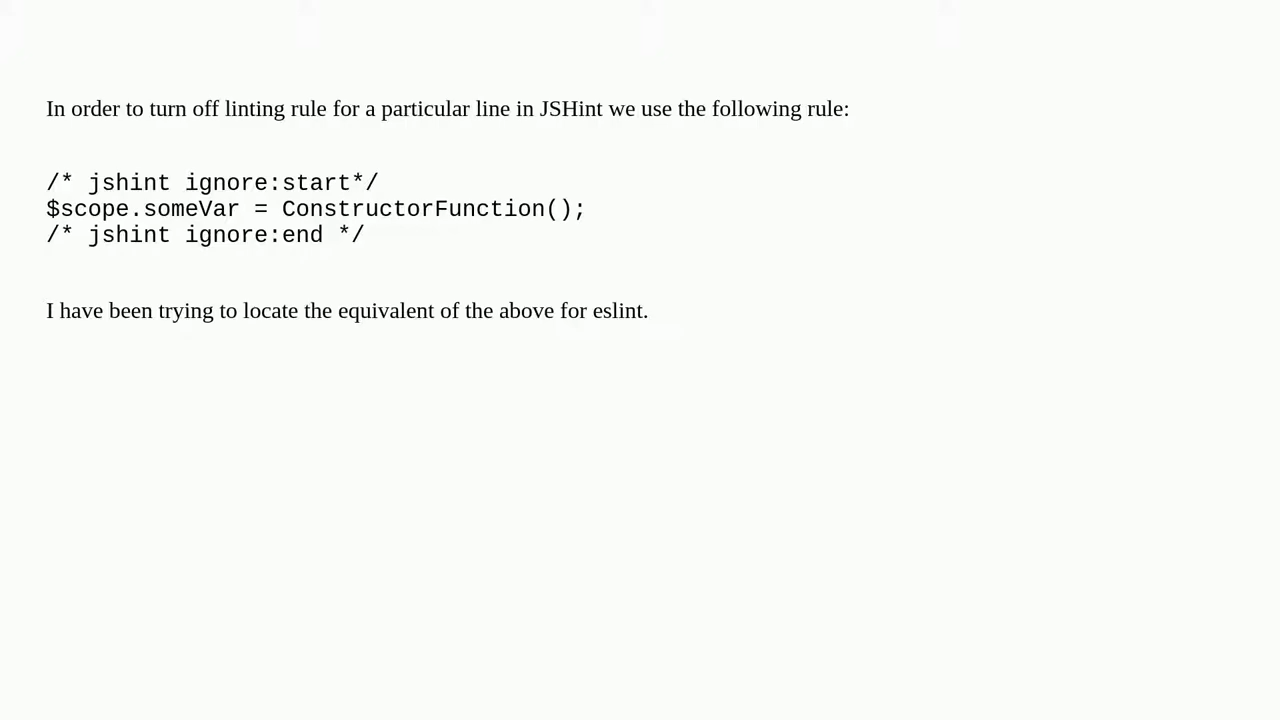 In order to turn off linting rule for a particular line in JSHint we use the following rule:
/* jshint ignore:start*/
$scope.someVar = ConstructorFunction();
/* jshint ignore:end */
I have been trying to locate the equivalent of the above for eslint.